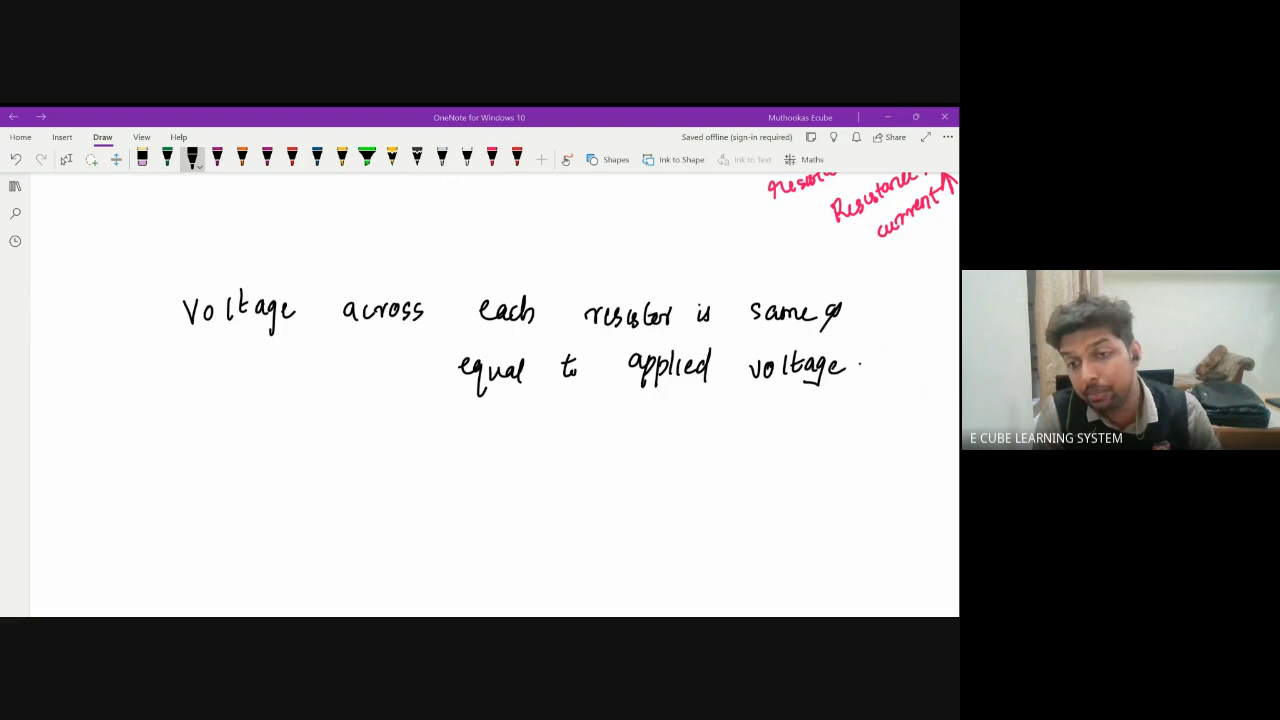 OneNote for Windows 10
Muthookas Ecube
Home Insert Draw View Help
Saved offline (sign-in required)
Share
Shapes
Ink to Shape
Ink to Text
Maths
Resistance
current
Voltage across each resistor is same &
equal to applied voltage.
E CUBE LEARNING SYSTEM